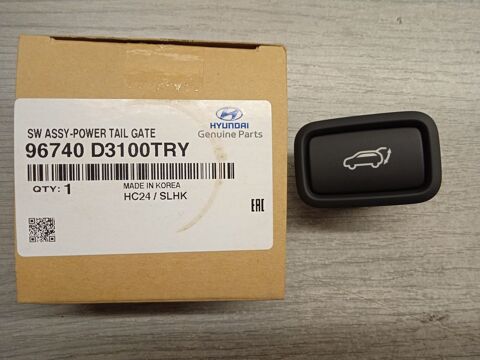 SW ASSY-POWER TAIL GATE
96740 D3100TRY
HYUNDAI
Genuine Parts
QTY: 1
MADE IN KOREA
HC24 / SLHK
EAC